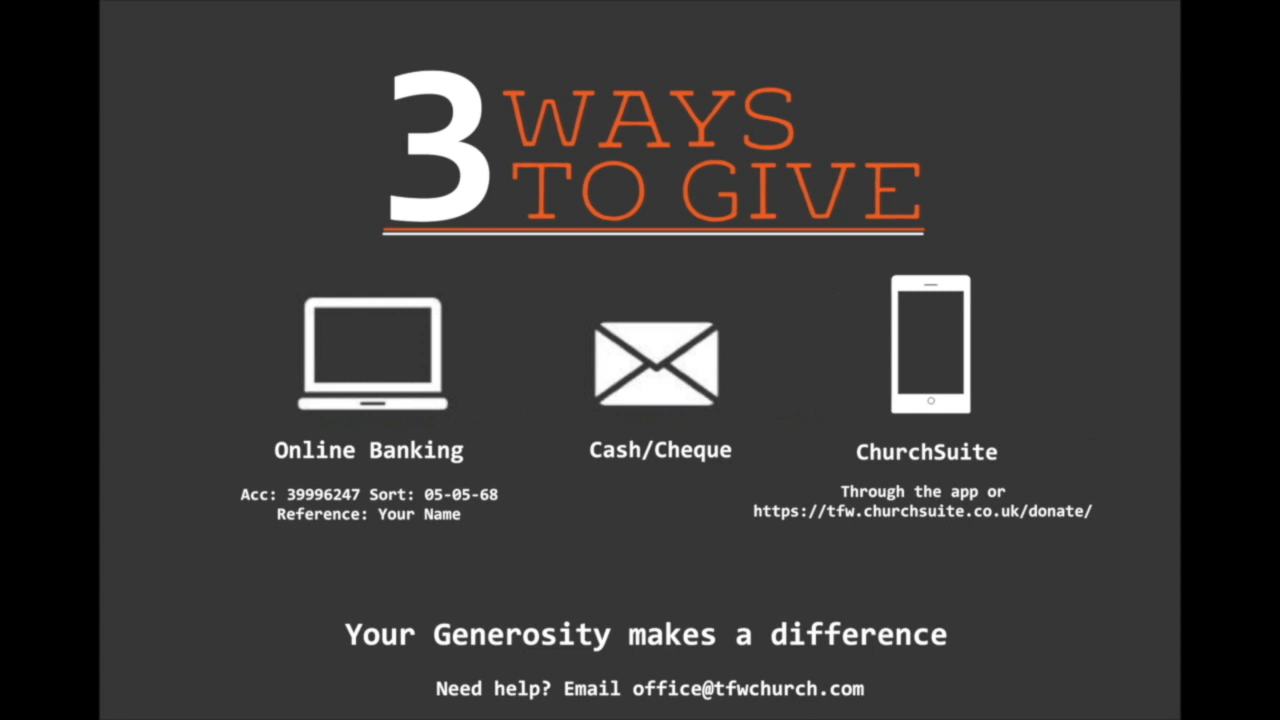 3 WAYS
TO GIVE
Online Banking
Acc: 39996247 Sort: 05-05-68
Reference: Your Name
Cash/Cheque
ChurchSuite
Through the app or
https://tfw.churchsuite.co.uk/donate/
Your Generosity makes a difference
Need help? Email office@tfwchurch.com